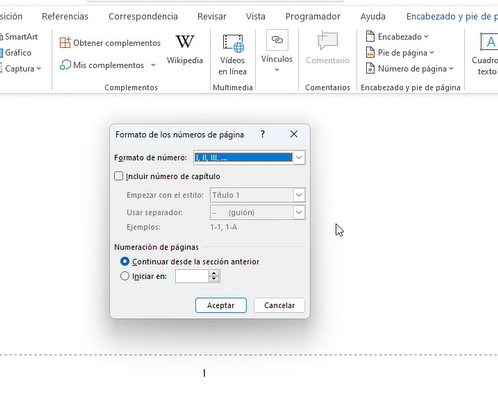 sición Referencias Correspondencia Revisar Vista Programador Ayuda Encabezado y pie de p
SmartArt
Gráfico
Captura
Obtener complementos
Mis complementos
Complementos
W
Wikipedia
Vídeos
en línea
Multimedia
Vínculos
Comentario
Comentarios
Encabezado
Pie de página
Número de página
Encabezado y pie de página
A
Cuadro
texto
Formato de los números de página ?
Formato de número: I, II, III, ...
Incluir número de capítulo
Empezar con el estilo: Título 1
Usar separador: - (guión)
Ejemplos: 1-1, 1-A
Numeración de páginas
Continuar desde la sección anterior
Iniciar en:
Aceptar Cancelar
I